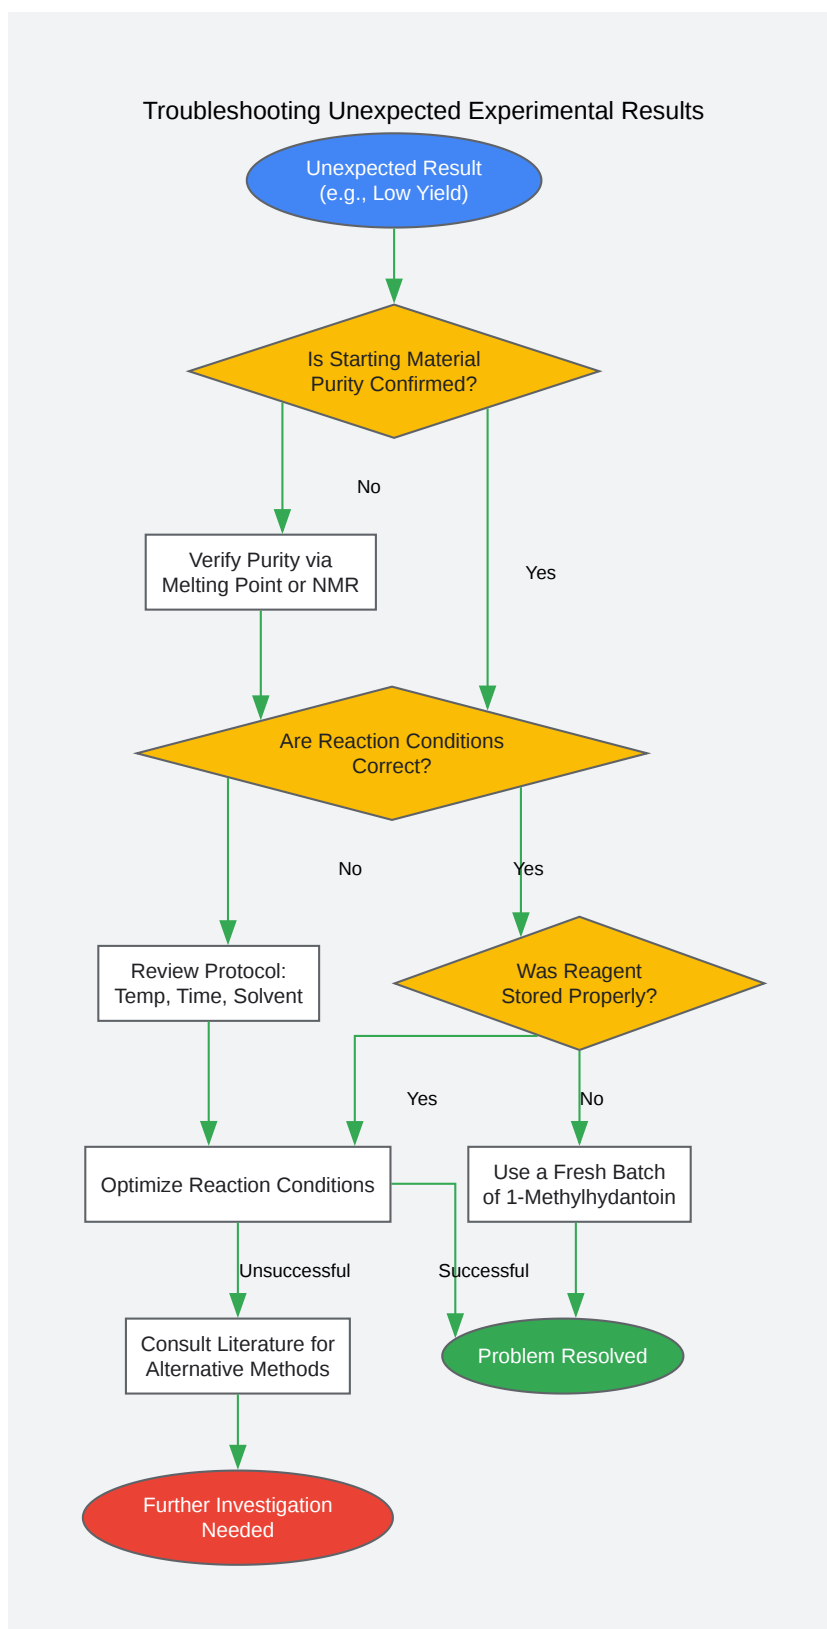 Troubleshooting Unexpected Experimental Results
Unexpected Result
(e.g., Low Yield)
Is Starting Material
Purity Confirmed?
No
Verify Purity via
Melting Point or NMR
Yes
Are Reaction Conditions
Correct?
No
Yes
Review Protocol:
Temp, Time, Solvent
Was Reagent
Stored Properly?
Yes
No
Optimize Reaction Conditions
Use a Fresh Batch
of 1-Methylhydantoin
Unsuccessful
Successful
Consult Literature for
Alternative Methods
Problem Resolved
Further Investigation
Needed